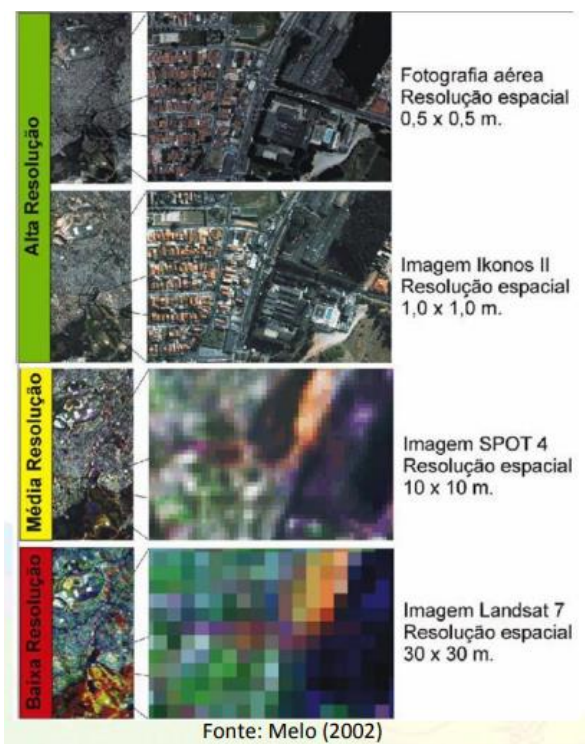 Alta Resolução
Fotografia aérea
Resolução espacial
0,5 x 0,5 m.
Imagem Ikonos II
Resolução espacial
1,0 x 1,0 m.
Média Resolução
Imagem SPOT 4
Resolução espacial
10 x 10 m.
Baixa Resolução
Imagem Landsat 7
Resolução espacial
30 x 30 m.
Fonte: Melo (2002)